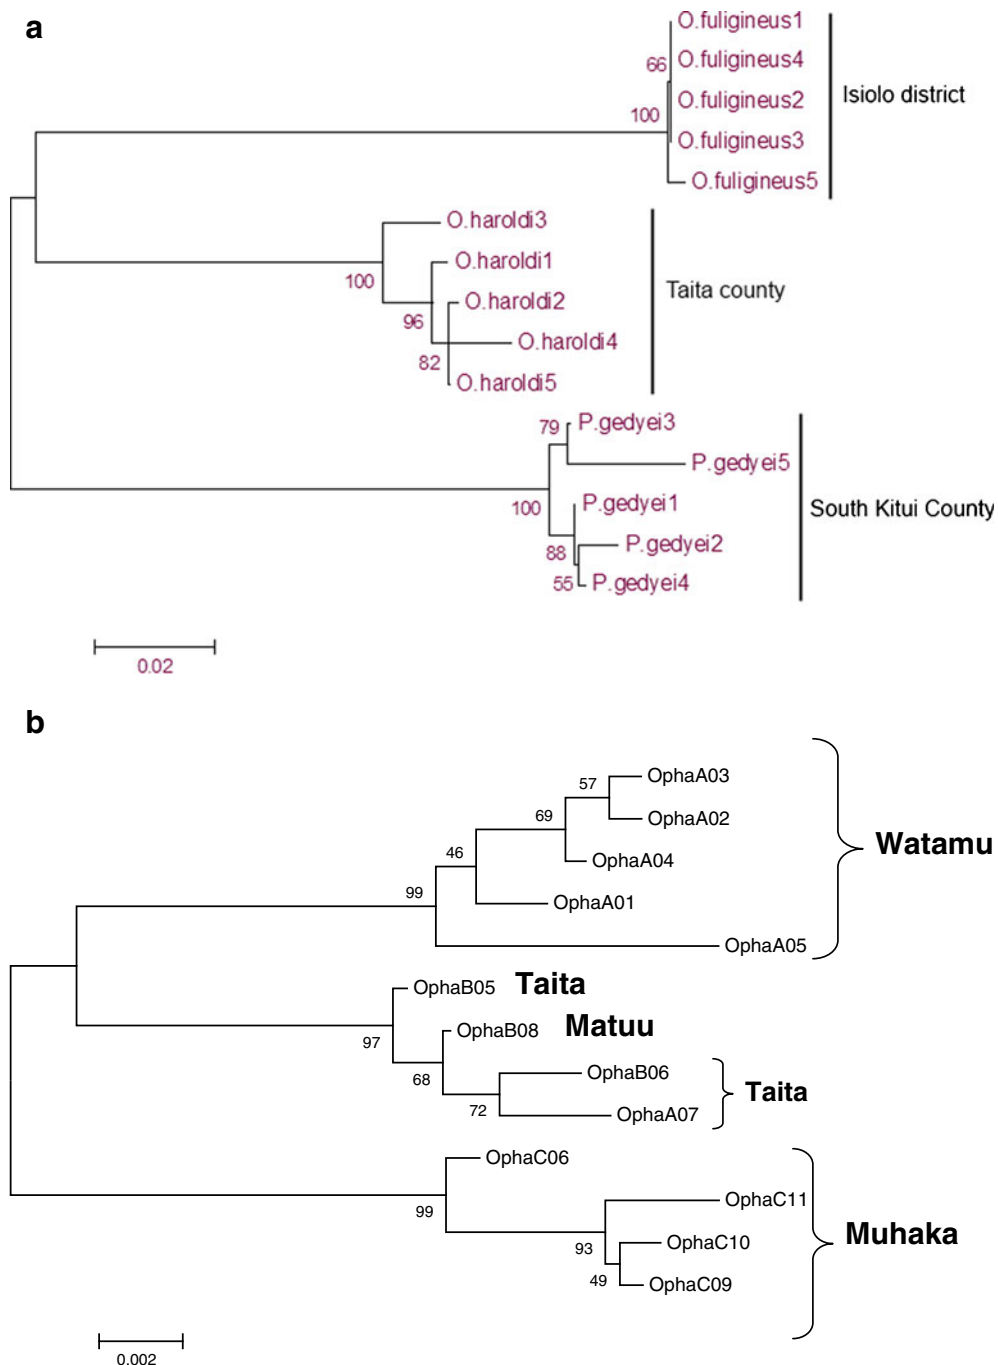 a
O.fuligineus1
66
O.fuligineus4
O.fuligineus2
Isiolo district
100
O.fuligineus3
O.fuligineus5
O.haroldi3
O.haroldi1
100
Taita county
O.haroldi2
96
O.haroldi4
82
O.haroldi5
P.gedyei3
79
P.gedyei5
P.gedyei1
100
South Kitui County
P.gedyei2
88
P.gedyei4
55
0.02
b
OphaA03
57
OphaA02
69
Watamu
46
OphaA04
99
OphaA01
OphaA05
OphaB05 Taita
OphaB08 Matuu
97
OphaB06
68
Taita
72
OphaA07
OphaC06
OphaC11
99
Muhaka
93
OphaC10
49
OphaC09
0.002